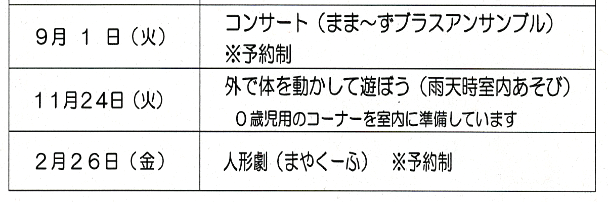 9月 1 日（火）
コンサート（まま～ずブラスアンサンブル）
※予約制
11月24日（火）
外で体を動かして遊ぼう（雨天時室内あそび）
０歳児用のコーナーを室内に準備しています
2月26日（金）
人形劇（まやくーふ）　※予約制